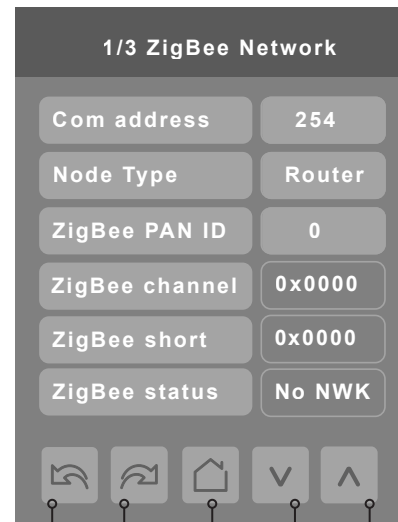 1/3 ZigBee Network
Com address 254
Node Type Router
ZigBee PAN ID 0
ZigBee channel 0x0000
ZigBee short 0x0000
ZigBee status No NWK